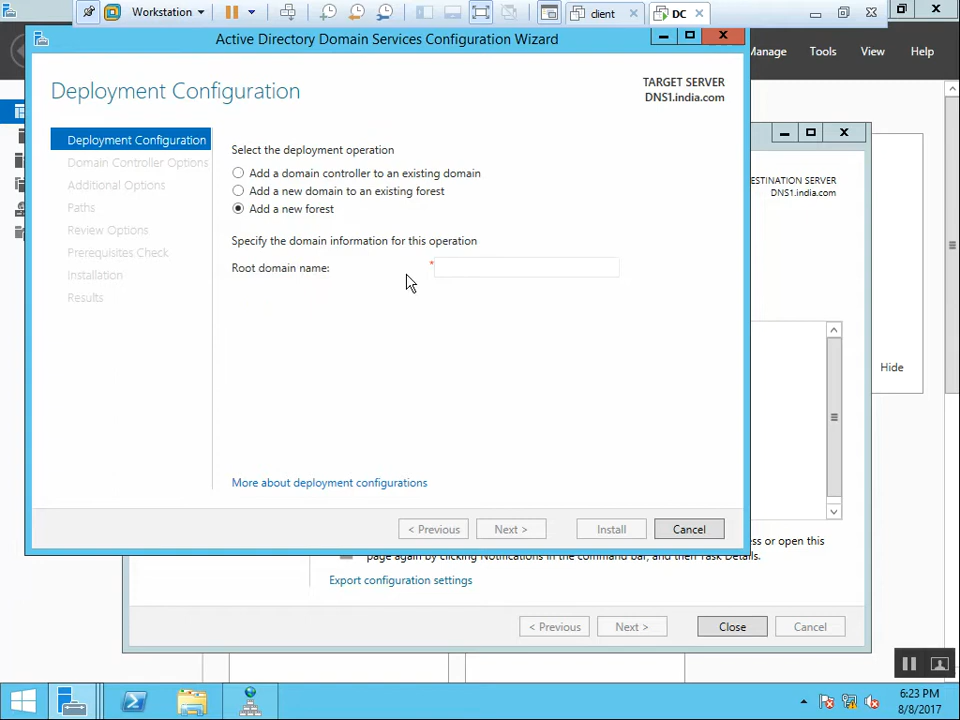 Workstation
client
DC
Active Directory Domain Services Configuration Wizard
Manage
Tools
View
Help
Deployment Configuration
TARGET SERVER
DNS1.india.com
Deployment Configuration
Domain Controller Options
Additional Options
Paths
Review Options
Prerequisites Check
Installation
Results
Select the deployment operation
Add a domain controller to an existing domain
Add a new domain to an existing forest
Add a new forest
Specify the domain information for this operation
Root domain name:
*
More about deployment configurations
< Previous
Next >
Install
Cancel
ESTINATION SERVER
DNS1.india.com
Hide
ess or open this
page again by clicking Notifications in the command bar, and then Task Details.
Export configuration settings
< Previous
Next >
Close
Cancel
6:23 PM
8/8/2017